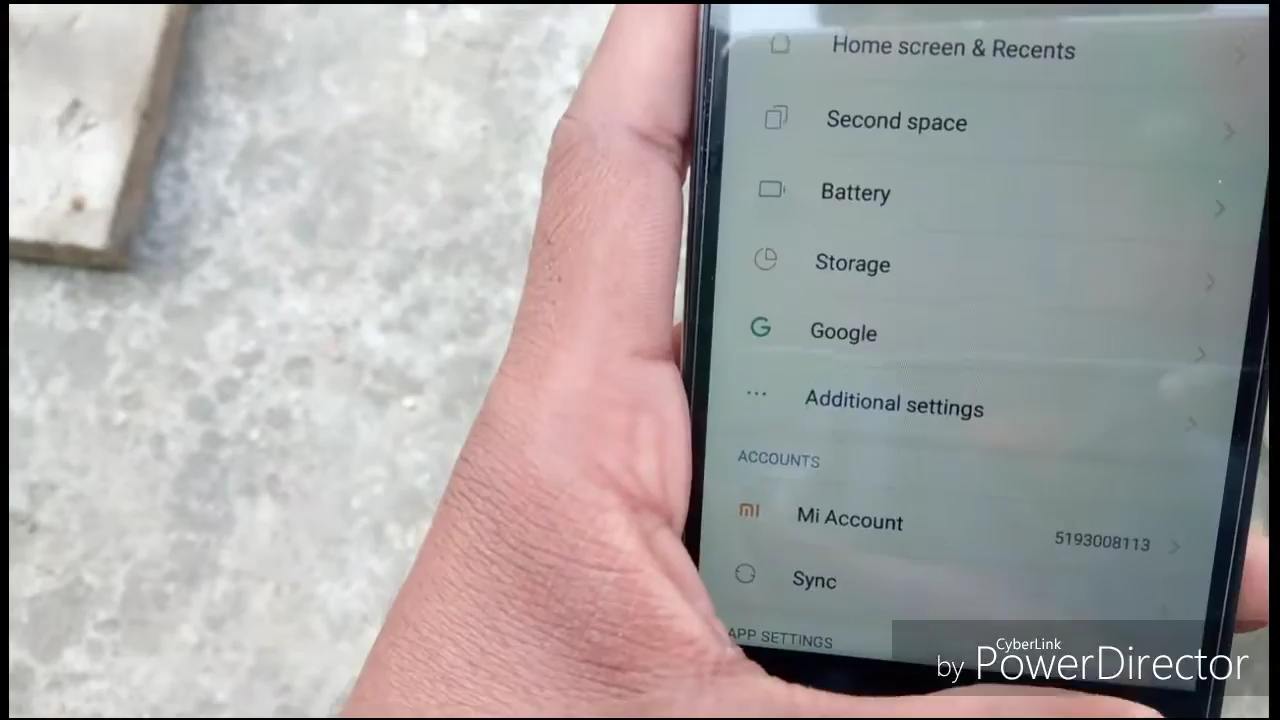 Home screen & Recents
Second space
Battery
Storage
Google
Additional settings
ACCOUNTS
Mi Account
5193008113
Sync
APP SETTINGS
CyberLink
by PowerDirector